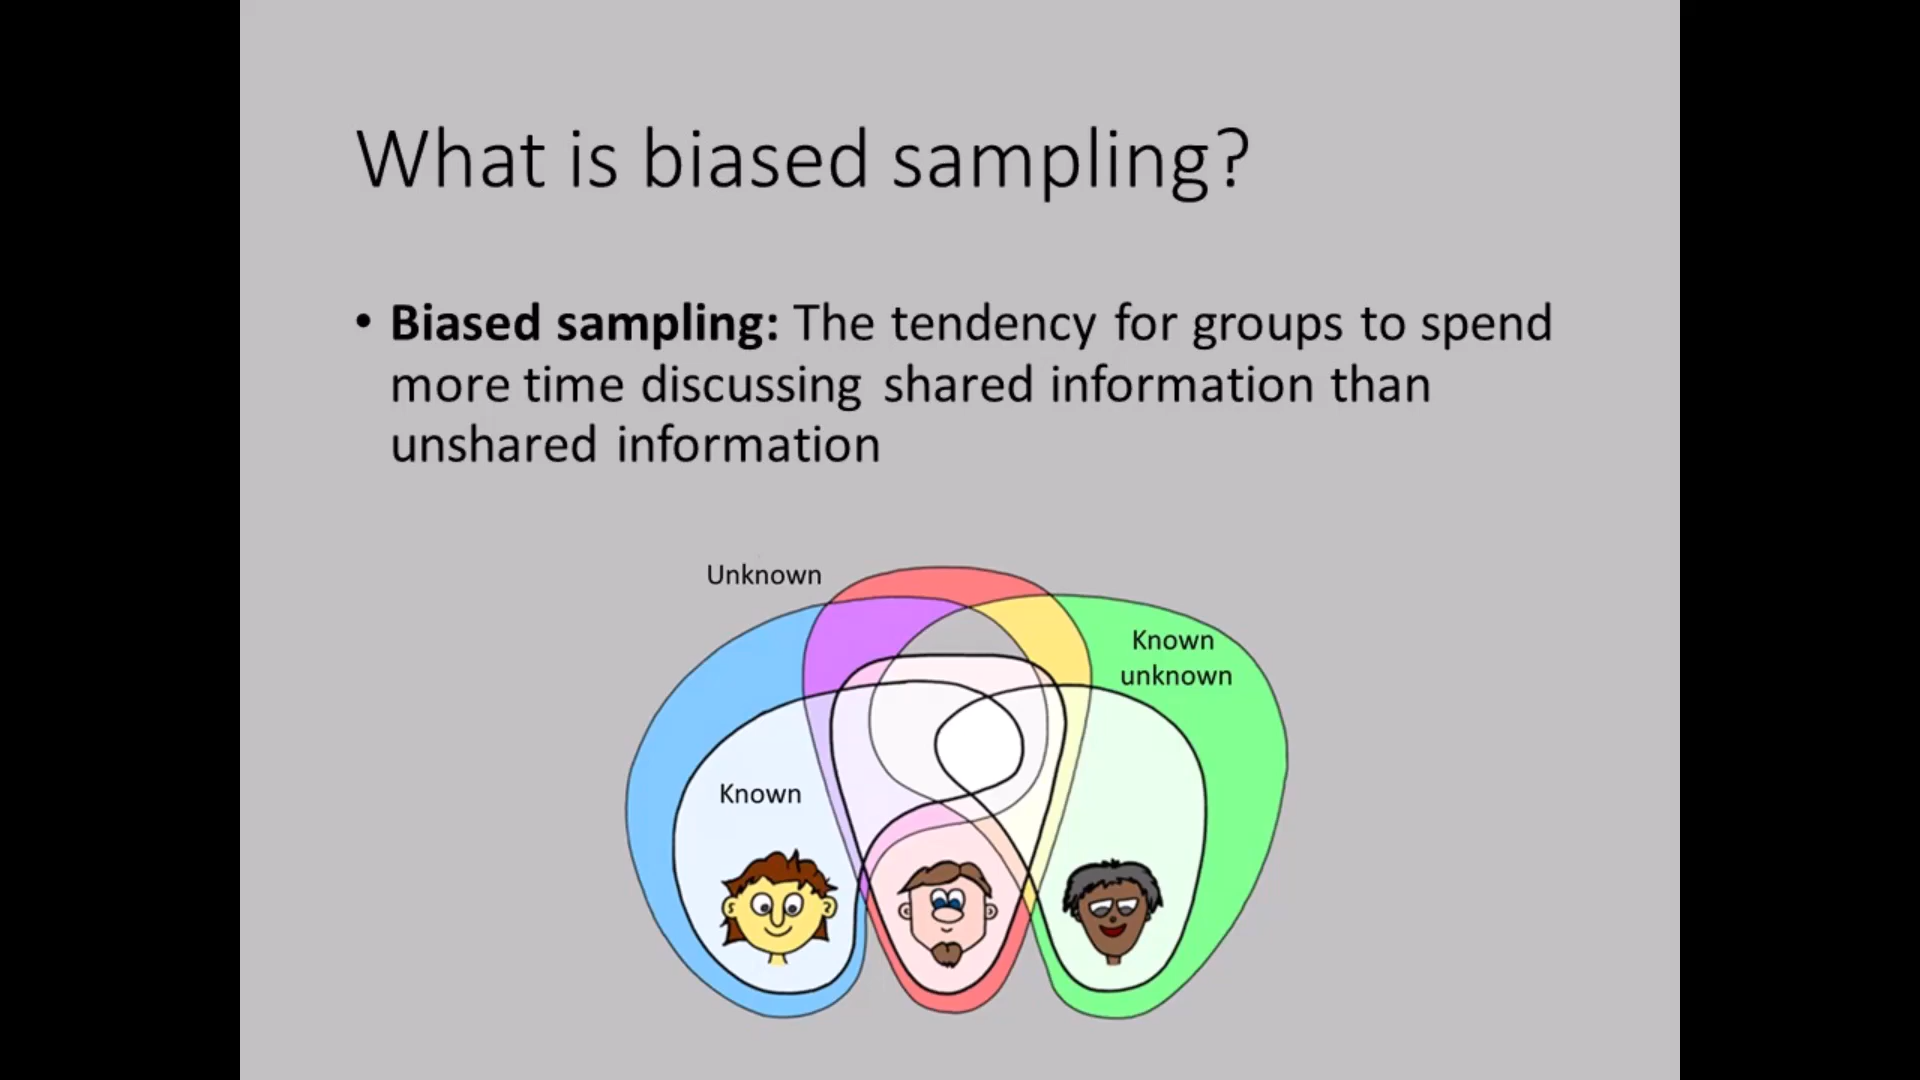 What is biased sampling?
• Biased sampling: The tendency for groups to spend
more time discussing shared information than
unshared information
Unknown
Known
unknown
Known